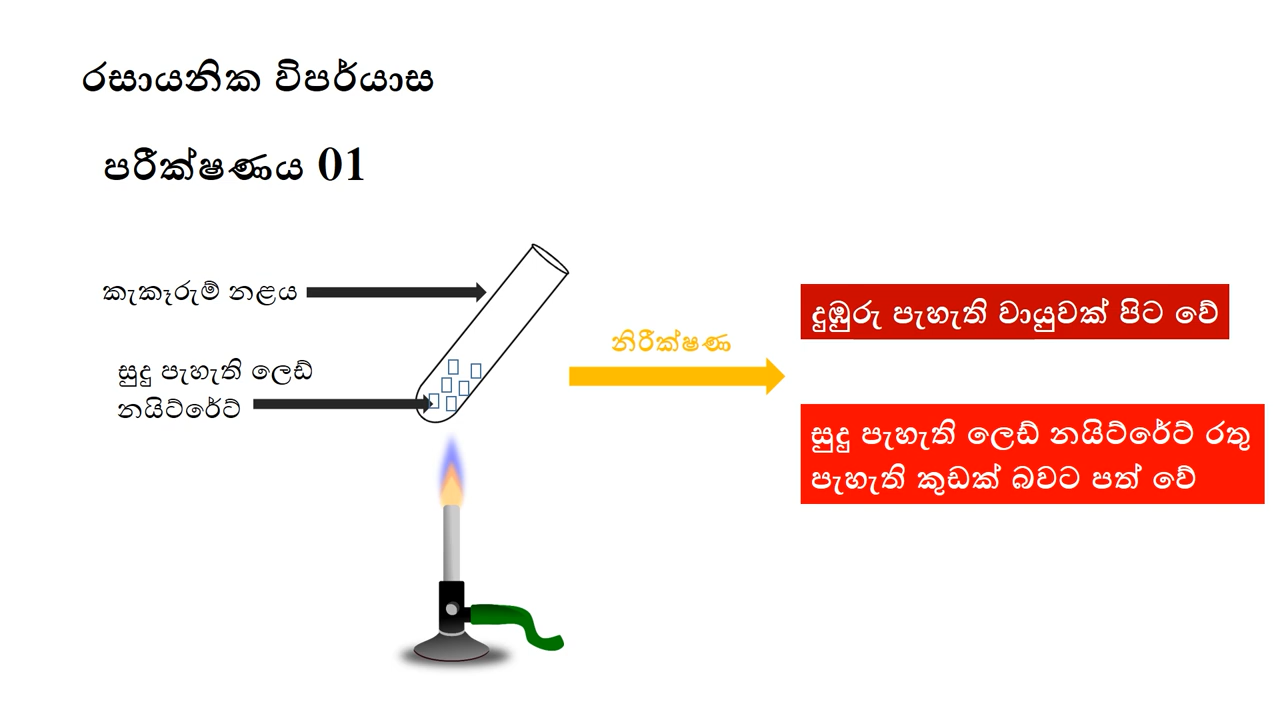 රසායනික විපර්යාස
පරීක්ෂණය 01
කැකෑරුම් නළය
සුදු පැහැති ලෙඩ්
නයිට්රේට්
නිරීක්ෂණ
දුඹුරු පැහැති වායුවක් පිට වේ
සුදු පැහැති ලෙඩ් නයිට්රේට් රතු
පැහැති කුඩක් බවට පත් වේ